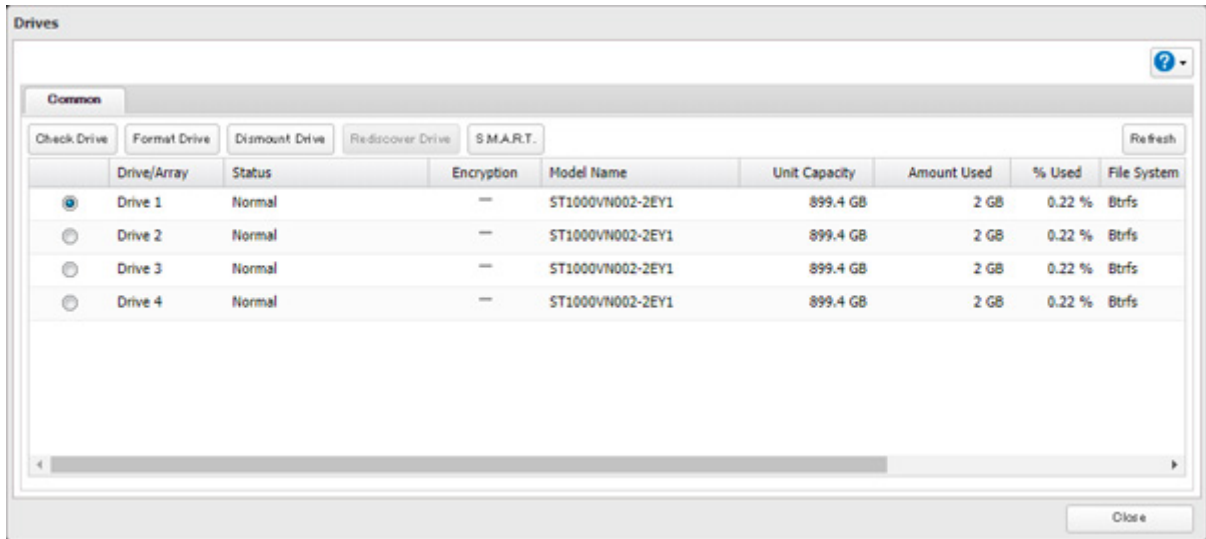 Drives
?
Common
Check Drive Format Drive Dismount Drive Rediscover Drive S.M.A.R.T. Refresh
Drive/Array Status Encryption Model Name Unit Capacity Amount Used % Used File System
Drive 1 Normal — ST1000VN002-2EY1 899.4 GB 2 GB 0.22 % Btrfs
Drive 2 Normal — ST1000VN002-2EY1 899.4 GB 2 GB 0.22 % Btrfs
Drive 3 Normal — ST1000VN002-2EY1 899.4 GB 2 GB 0.22 % Btrfs
Drive 4 Normal — ST1000VN002-2EY1 899.4 GB 2 GB 0.22 % Btrfs
Close